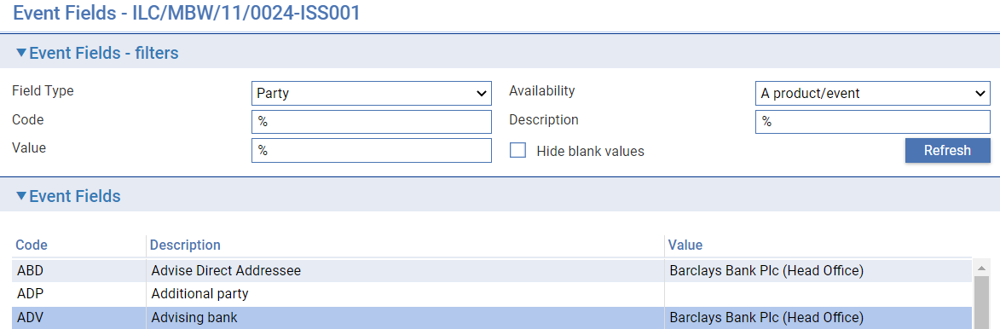 Event Fields - ILC/MBW/11/0024-ISS001
Event Fields - filters
Field Type Party Availability A product/event
Code % Description %
Value % Hide blank values Refresh
Event Fields
Code Description Value
ABD Advise Direct Addressee Barclays Bank Plc (Head Office)
ADP Additional party
ADV Advising bank Barclays Bank Plc (Head Office)